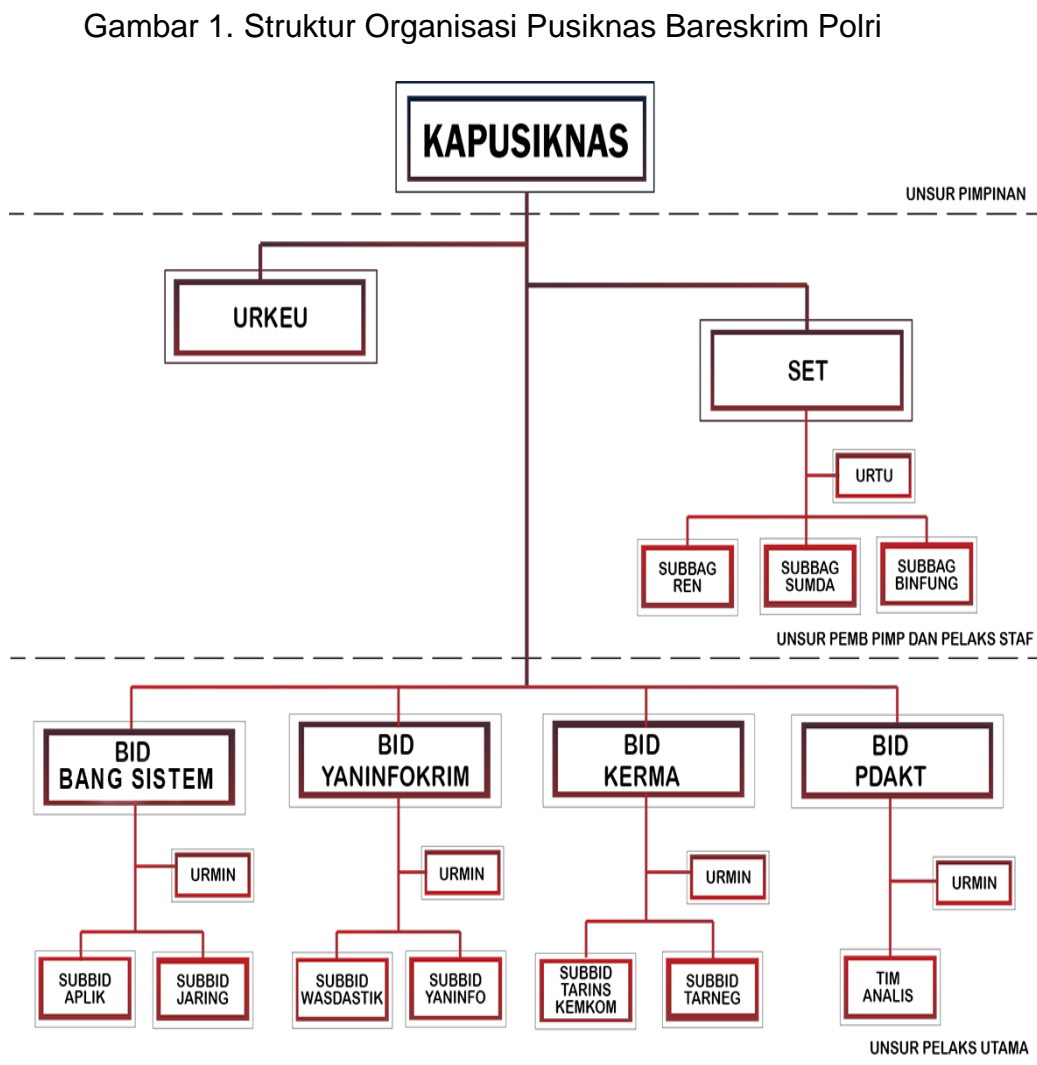 Gambar 1. Struktur Organisasi Pusiknas Bareskrim Polri
KAPUSIKNAS
UNSUR PIMPINAN
URKEU
SET
URTU
SUBBAG
REN
SUBBAG
SUMDA
SUBBAG
BINFUNG
UNSUR PEMB PIMP DAN PELAKS STAF
BID
BANG SISTEM
BID
YANINFOKRIM
BID
KERMA
BID
PDAKT
URMIN
URMIN
URMIN
URMIN
SUBBID
APLIK
SUBBID
JARING
SUBBID
WASDASTIK
SUBBID
YANINFO
SUBBID
TARINS
KEMKOM
SUBBID
TARNEG
TIM
ANALIS
UNSUR PELAKS UTAMA